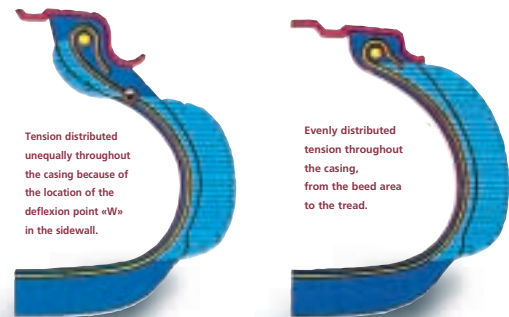 Tension distributed
unequally throughout
the casing because of
the location of the
deflexion point «W»
in the sidewall.
Evenly distributed
tension throughout
the casing,
from the beed area
to the tread.